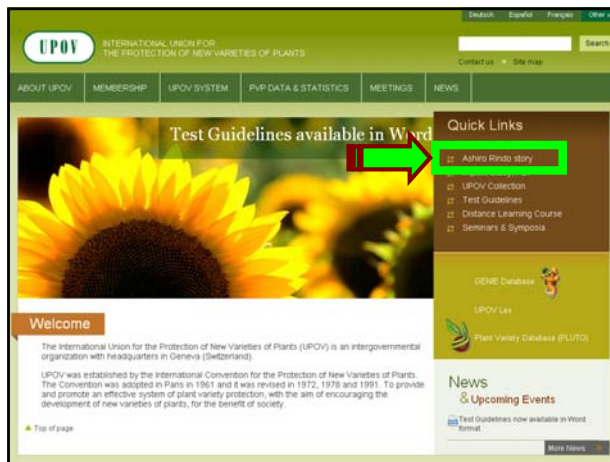 Deutsch Español Français Other
UPOV
INTERNATIONAL UNION FOR
THE PROTECTION OF NEW VARIETIES OF PLANTS
Search
Contact us Site map
ABOUT UPOV MEMBERSHIP UPOV SYSTEM PVP DATA & STATISTICS MEETINGS NEWS
Test Guidelines available in Word
Quick Links
Ashiro Rindo story
UPOV Collection
Test Guidelines
Distance Learning Course
Seminars & Symposia
GENIE Database
UPOV Lex
Plant Variety Database (PLUTO)
Welcome
The International Union for the Protection of New Varieties of Plants (UPOV) is an intergovernmental
organization with headquarters in Geneva (Switzerland).
UPOV was established by the International Convention for the Protection of New Varieties of Plants.
The Convention was adopted in Paris in 1961 and it was revised in 1972, 1978 and 1991. To provide
and promote an effective system of plant variety protection, with the aim of encouraging the
development of new varieties of plants, for the benefit of society.
Top of page
News
& Upcoming Events
Test Guidelines now available in Word
format
More News